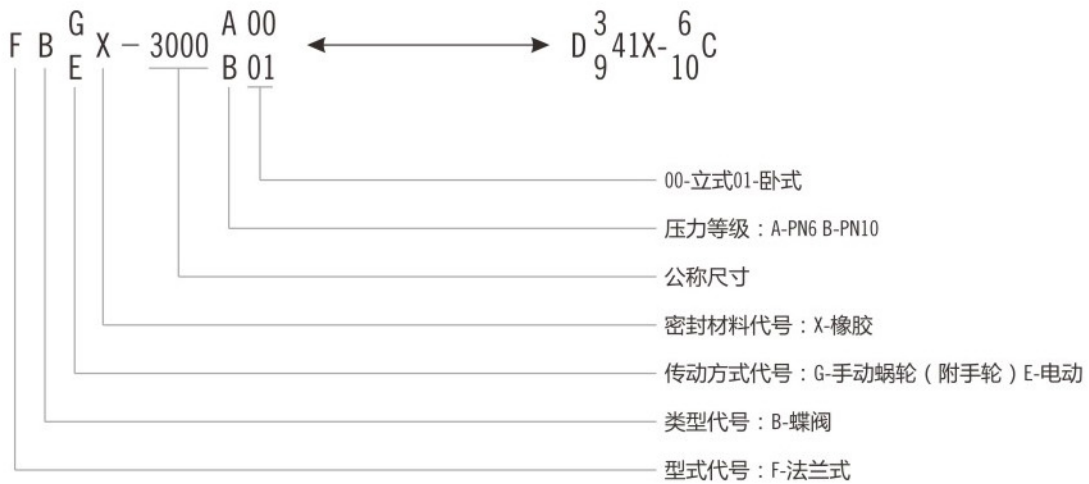 G A 00 3 6
F B X - 3000 D 41X- C
E B 01 9 10
00-立式01-卧式
压力等级：A-PN6 B-PN10
公称尺寸
密封材料代号：X-橡胶
传动方式代号：G-手动蜗轮（附手轮）E-电动
类型代号：B-蝶阀
型式代号：F-法兰式